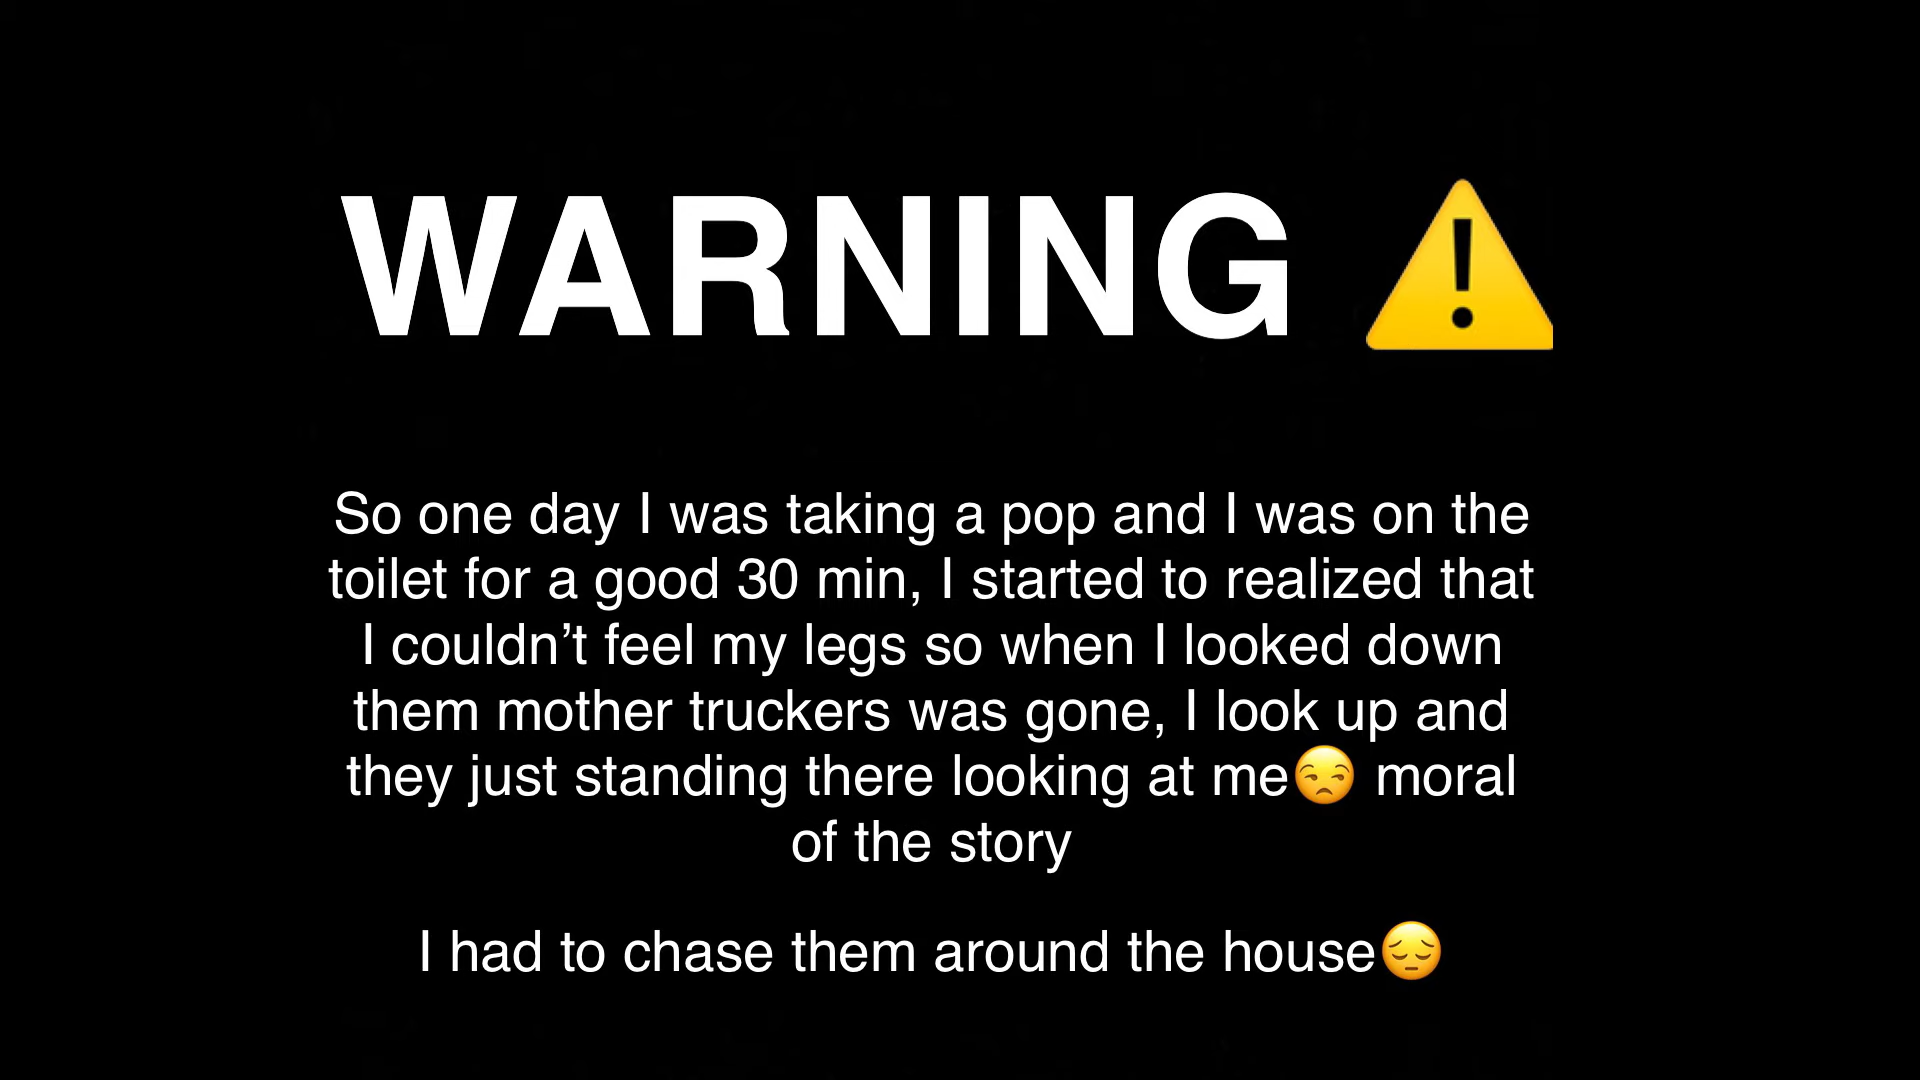 WARNING ⚠️
So one day I was taking a pop and I was on the
toilet for a good 30 min, I started to realized that
I couldn’t feel my legs so when I looked down
them mother truckers was gone, I look up and
they just standing there looking at me😒 moral
of the story
I had to chase them around the house😔